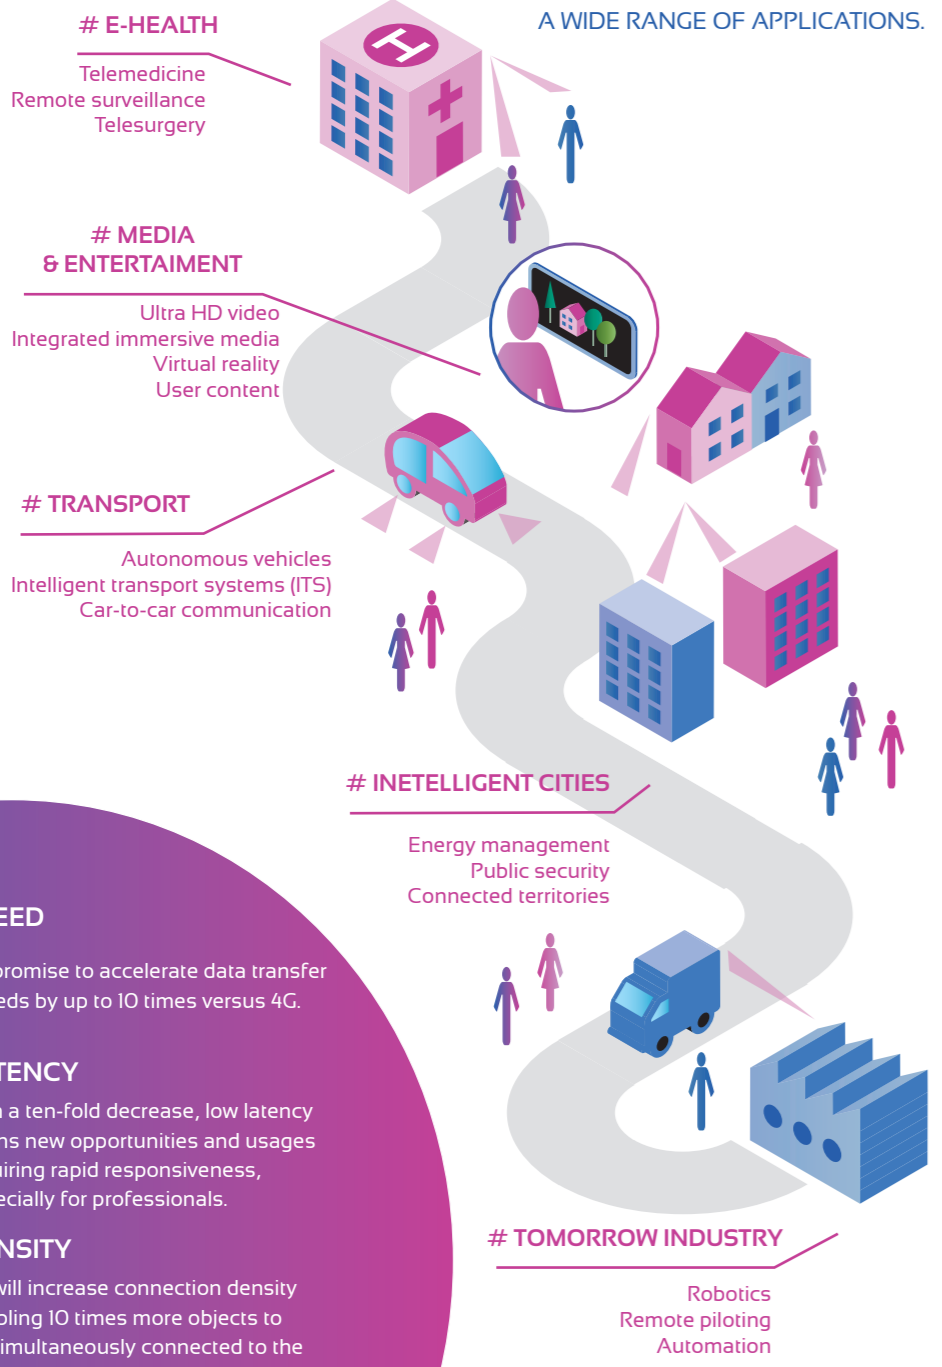 A WIDE RANGE OF APPLICATIONS.
# E-HEALTH
Telemedicine
Remote surveillance
Telesurgery
# MEDIA
& ENTERTAIMENT
Ultra HD video
Integrated immersive media
Virtual reality
User content
# TRANSPORT
Autonomous vehicles
Intelligent transport systems (ITS)
Car-to-car communication
# INETELLIGENT CITIES
Energy management
Public security
Connected territories
EED
promise to accelerate data transfer
eds by up to 10 times versus 4G.
TENCY
a ten-fold decrease, low latency
ns new opportunities and usages
uiring rapid responsiveness,
ecially for professionals.
NSITY
will increase connection density
bling 10 times more objects to
simultaneously connected to the
# TOMORROW INDUSTRY
Robotics
Remote piloting
Automation
H